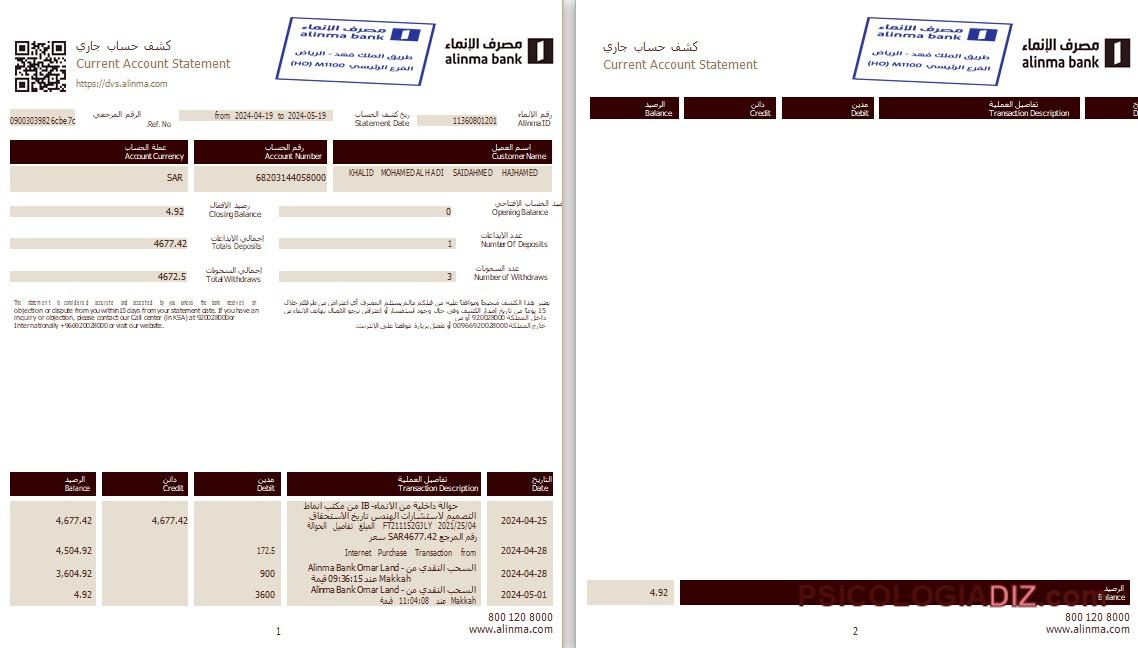 كشف حساب جاري
Current Account Statement
https://dvs.alinma.com
مصرف الإنماء
alinma bank
طريق الملك فهد - الرياض
الفرع الرئيسي M1100 (HO)
مصرف الإنماء
alinma bank
09003039826cbe7c
الرقم المرجعي
Ref. No.
from 2024-04-19 to 2024-05-19
ريخ كشف الحساب
Statement Date
11360801201
رقم الانماء
Alinma ID
عملة الحساب
Account Currency
رقم الحساب
Account Number
اسم العميل
Customer Name
SAR
68203144058000
KHALID MOHAMEDALHADI SAIDAHMED HAJHAMED
4.92
رصيد الاقفال
Closing Balance
0
صيد الحساب الافتتاحي
Opening Balance
4677.42
إجمالي الايداعات
Totals Deposits
1
عدد الايداعات
Number Of Deposits
4672.5
إجمالي السحوبات
Total Withdraws
3
عدد السحوبات
Number of Withdraws
This statement is considered accurate and accepted by you unless the bank receives an
objection or dispute from you within 15 days from your statement date. If you have an
inquiry or objection, please contact our Call center (in KSA) at 920028000 or
Internationally +966920028000 or visit our website.
يعتبر هذا الكشف صحيحا وموافقا عليه من قبلكم مالم يستلم المصرف أي اعتراض من طرفكم خلال
15 يوما من تاريخ إصدار الكشف وفي حال وجود استفسار أو إعتراض نرجو الاتصال بهاتف الانماء من
داخل المملكة 920028000 أو من
خارج المملكة 00966920028000 أو تفضل بزيارة موقعنا على الانترنت.
الرصيد
Balance
دائن
Credit
مدين
Debit
تفاصيل العملية
Transaction Description
التاريخ
Date
4,677.42
4,677.42
حوالة داخلية من الانماء- IB من مكتب انماط
التصميم لاستشارات الهندس تاريخ الاستحقاق
2021/25/04 FT211152GJLY المبلغ تفاصيل الحوالة
رقم المرجع SAR4677.42 سعر
2024-04-25
4,504.92
172.5
Internet Purchase Transaction from
2024-04-28
3,604.92
900
السحب النقدي من - Alinma Bank Omar Land
Makkah عند 09:36:15 قيمة
2024-04-28
4.92
3600
السحب النقدي من - Alinma Bank Omar Land
Makkah عند 11:04:08 قيمة
2024-05-01
800 120 8000
www.alinma.com
1
كشف حساب جاري
Current Account Statement
مصرف الإنماء
alinma bank
طريق الملك فهد - الرياض
الفرع الرئيسي M1100 (HO)
مصرف الإنماء
alinma bank
الرصيد
Balance
دائن
Credit
مدين
Debit
تفاصيل العملية
Transaction Description
4.92
الرصيد
Balance
PSICOLOGIADIZ.com
800 120 8000
www.alinma.com
2